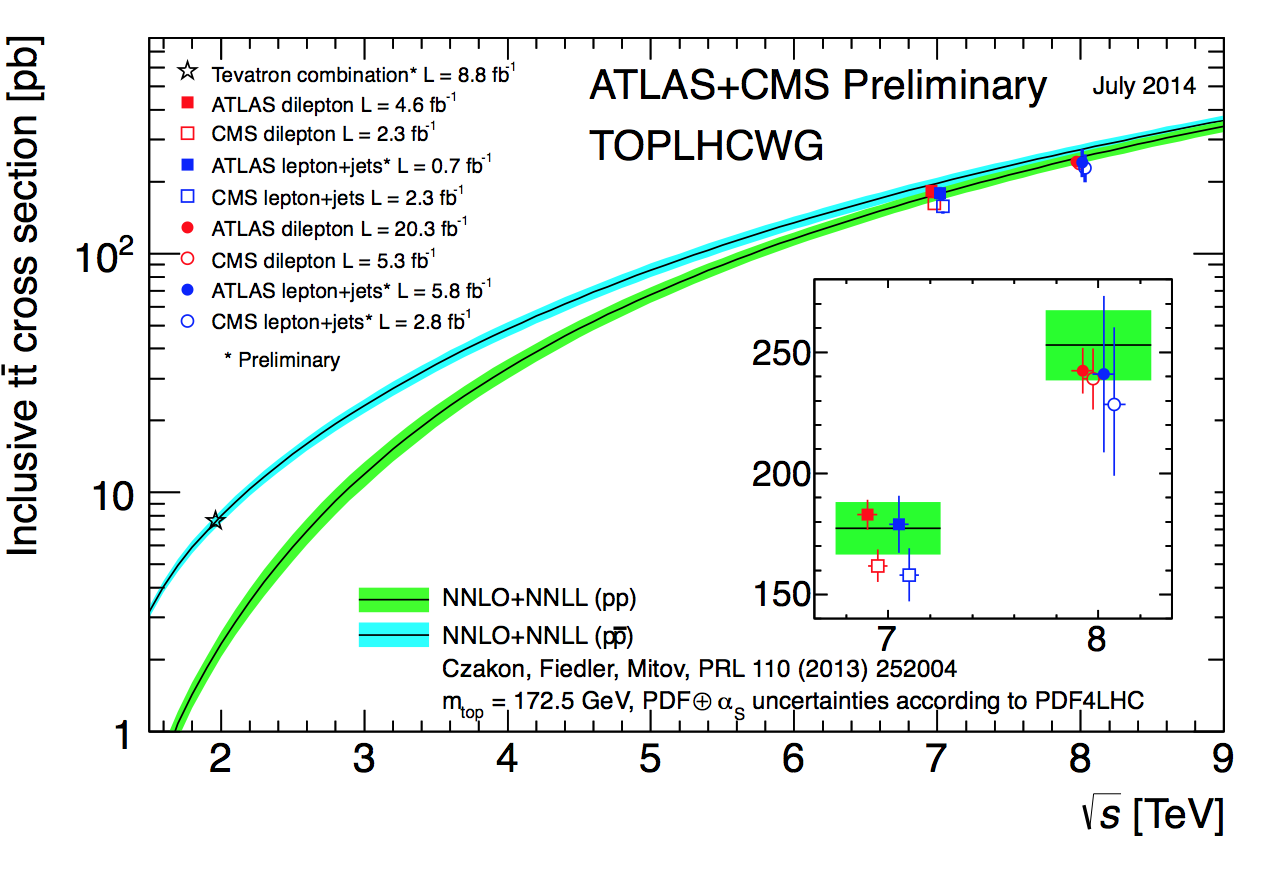 Inclusive tt̄ cross section [pb]
Tevatron combination* L = 8.8 fb⁻¹
ATLAS dilepton L = 4.6 fb⁻¹
CMS dilepton L = 2.3 fb⁻¹
ATLAS lepton+jets* L = 0.7 fb⁻¹
CMS lepton+jets L = 2.3 fb⁻¹
ATLAS dilepton L = 20.3 fb⁻¹
CMS dilepton L = 5.3 fb⁻¹
ATLAS lepton+jets* L = 5.8 fb⁻¹
CMS lepton+jets* L = 2.8 fb⁻¹
* Preliminary
ATLAS+CMS Preliminary
July 2014
TOPLHCWG
10²
10
1
250
200
150
7 8
NNLO+NNLL (pp)
NNLO+NNLL (pp̄)
Czakon, Fiedler, Mitov, PRL 110 (2013) 252004
m_top = 172.5 GeV, PDF⊕α_S uncertainties according to PDF4LHC
2 3 4 5 6 7 8 9
√s [TeV]